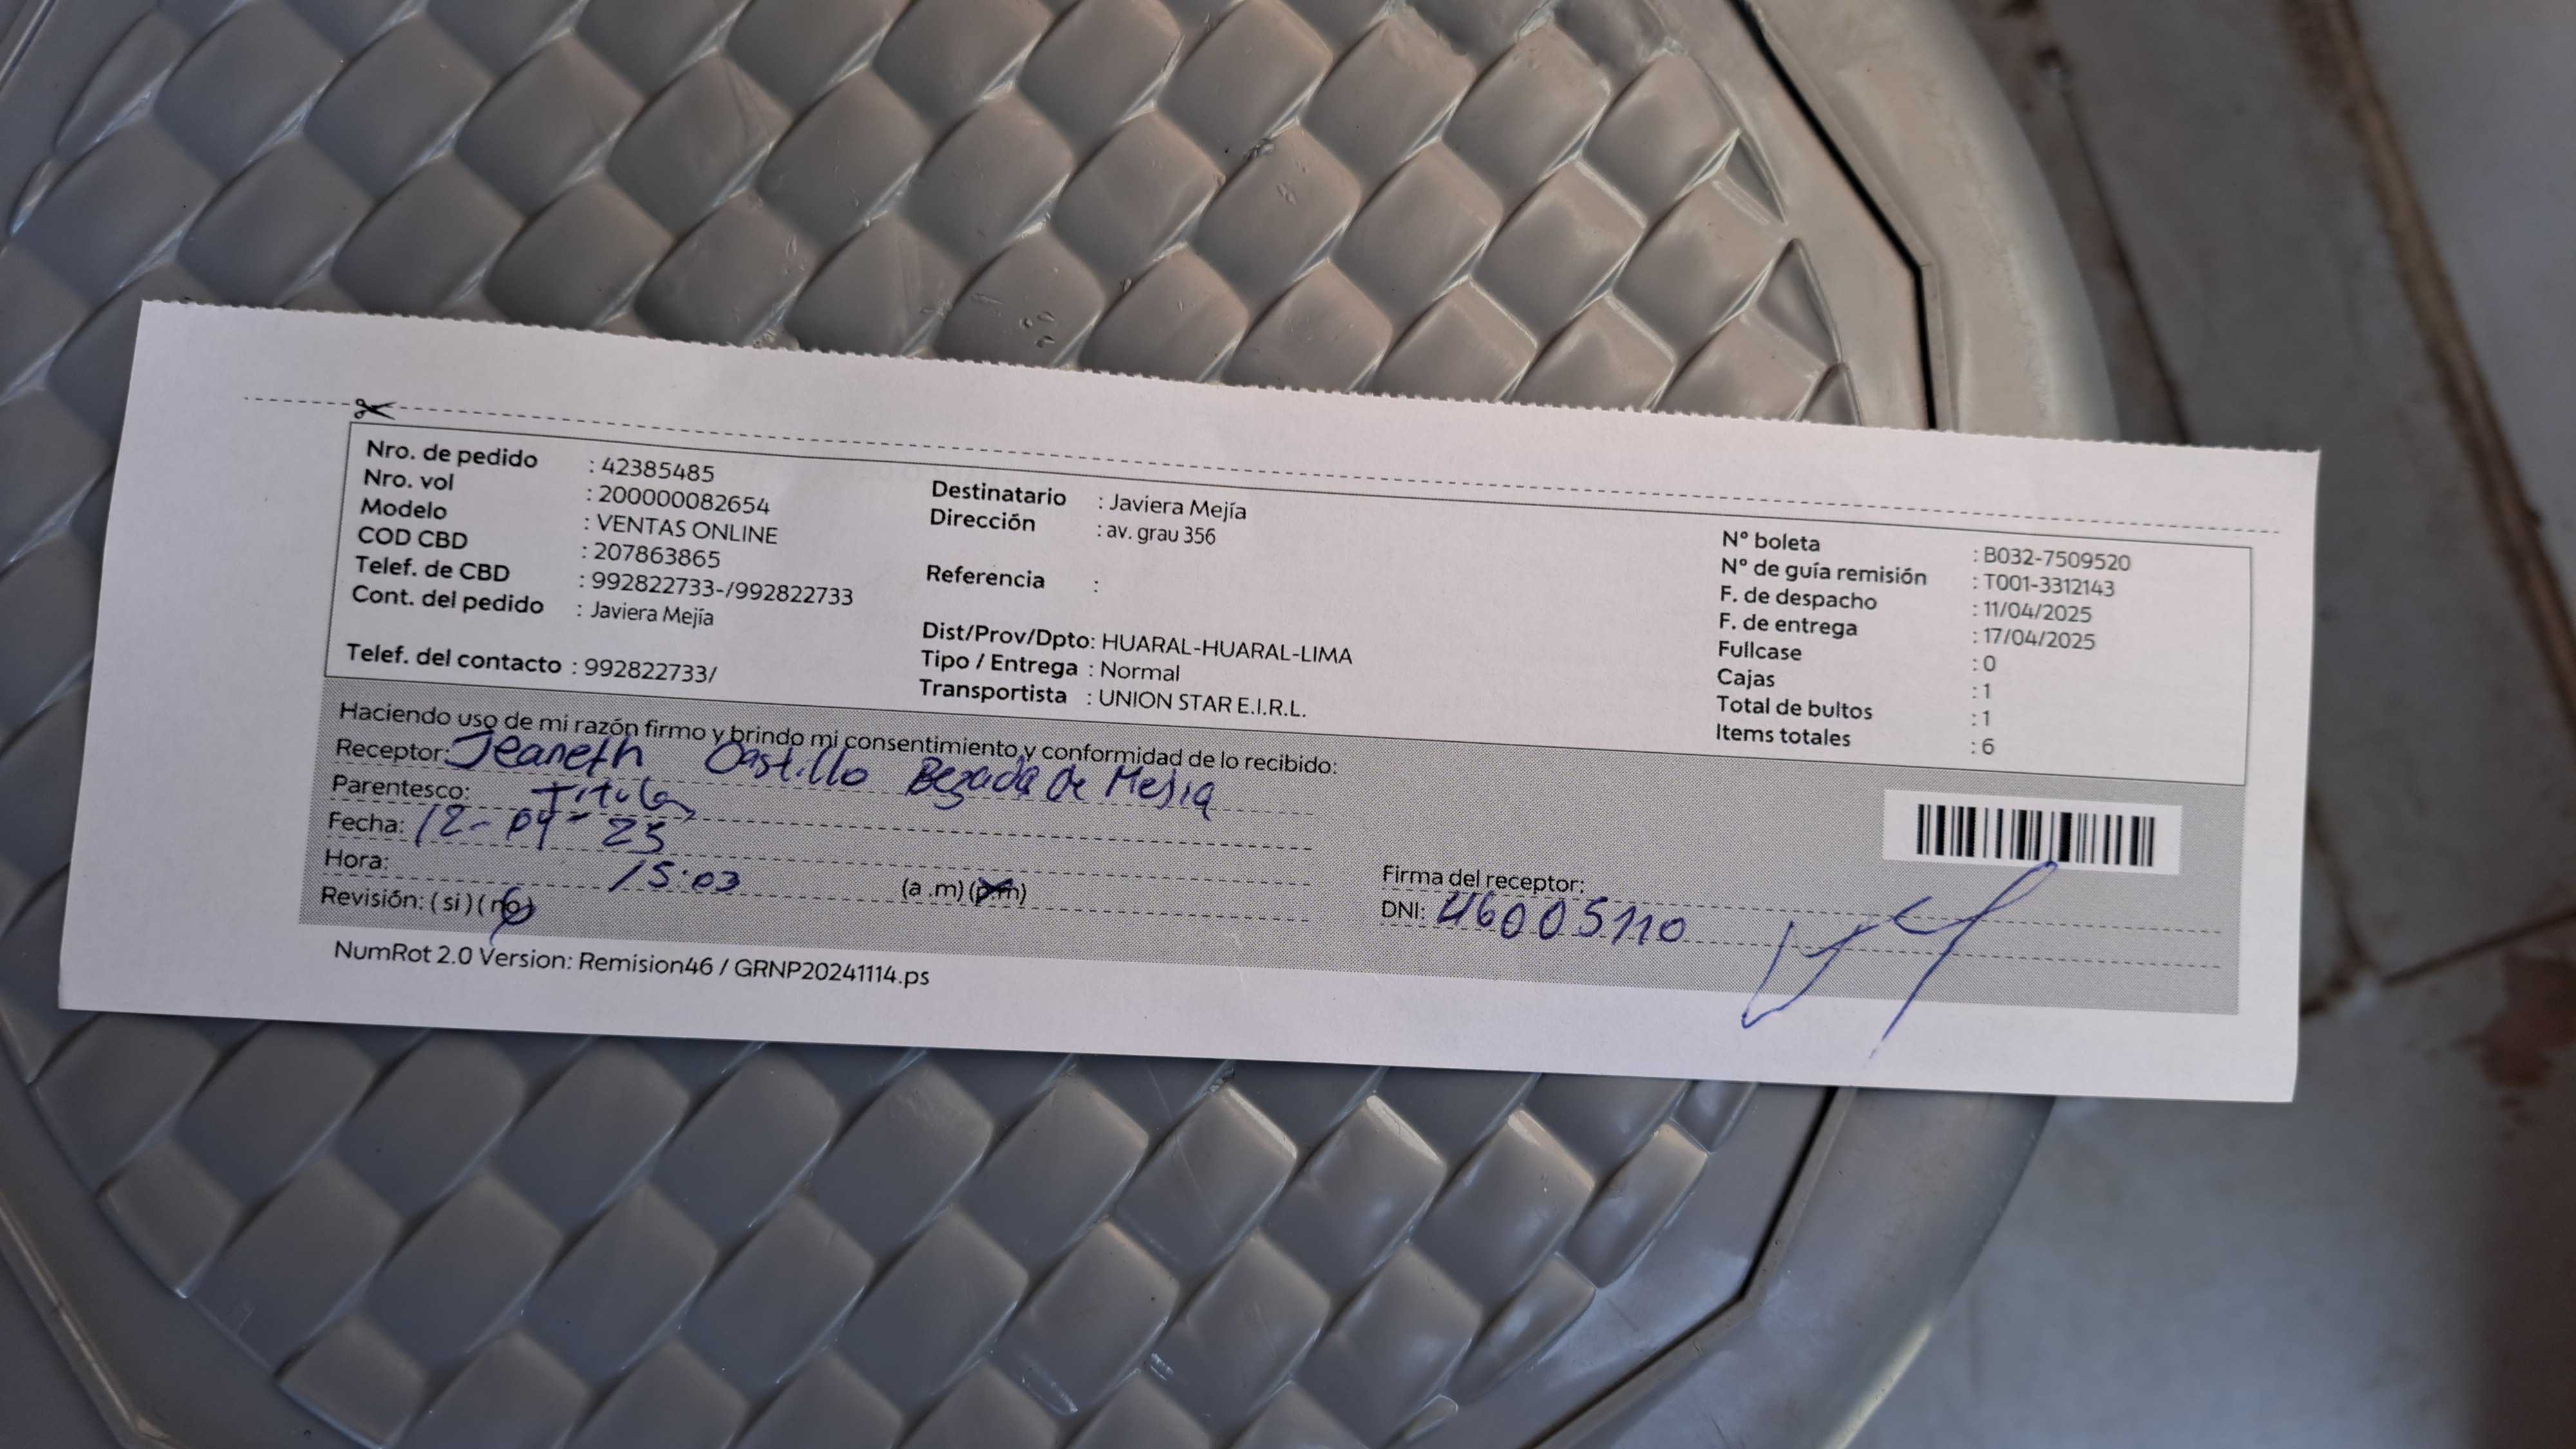 Nro. de pedido : 42385485
Nro. vol : 200000082654
Modelo : VENTAS ONLINE
COD CBD : 207863865
Telef. de CBD : 992822733-/992822733
Cont. del pedido : Javiera Mejía
Telef. del contacto : 992822733/
Destinatario : Javiera Mejía
Dirección : av. grau 356
Referencia :
Dist/Prov/Dpto: HUARAL-HUARAL-LIMA
Tipo / Entrega : Normal
Transportista : UNION STAR E.I.R.L.
N° boleta : B032-7509520
N° de guía remisión : T001-3312143
F. de despacho : 11/04/2025
F. de entrega : 17/04/2025
Fullcase : 0
Cajas : 1
Total de bultos : 1
Items totales : 6
Haciendo uso de mi razón firmo y brindo mi consentimiento y conformidad de lo recibido:
Receptor: Jeaneth Castillo Bezada de Mejia
Parentesco: Titular
Fecha: 12-04-25
Hora: 15:03 (a .m) (p.m)
Revisión: ( si ) ( no )
Firma del receptor:
DNI: 46005110
NumRot 2.0 Version: Remision46 / GRNP20241114.ps